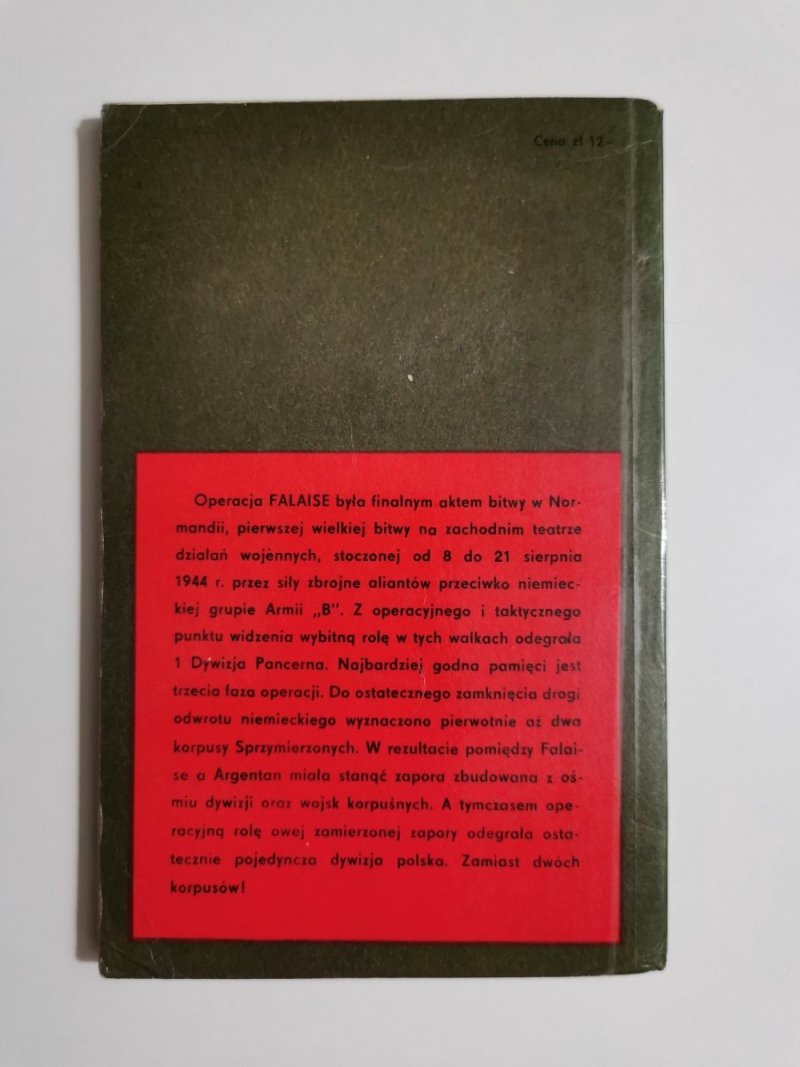 Cena zł 12.–
Operacja FALAISE była finalnym aktem bitwy w Nor-
mandii, pierwszej wielkiej bitwy na zachodnim teatrze
działań wojennych, stoczonej od 8 do 21 sierpnia
1944 r. przez siły zbrojne aliantów przeciwko niemiec-
kiej grupie Armii „B”. Z operacyjnego i taktycznego
punktu widzenia wybitną rolę w tych walkach odegrała
1 Dywizja Pancerna. Najbardziej godna pamięci jest
trzecia faza operacji. Do ostatecznego zamknięcia drogi
odwrotu niemieckiego wyznaczono pierwotnie aż dwa
korpusy Sprzymierzonych. W rezultacie pomiędzy Falai-
se a Argentan miała stanąć zapora zbudowana z oś-
miu dywizji oraz wojsk korpuśnych. A tymczasem ope-
racyjną rolę owej zamierzonej zapory odegrała osta-
tecznie pojedyncza dywizja polska. Zamiast dwóch
korpusów!